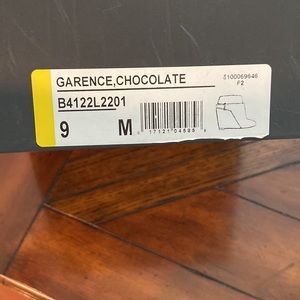 GARENCE,CHOCOLATE
5100069646
F2
B4122L2201
9 M